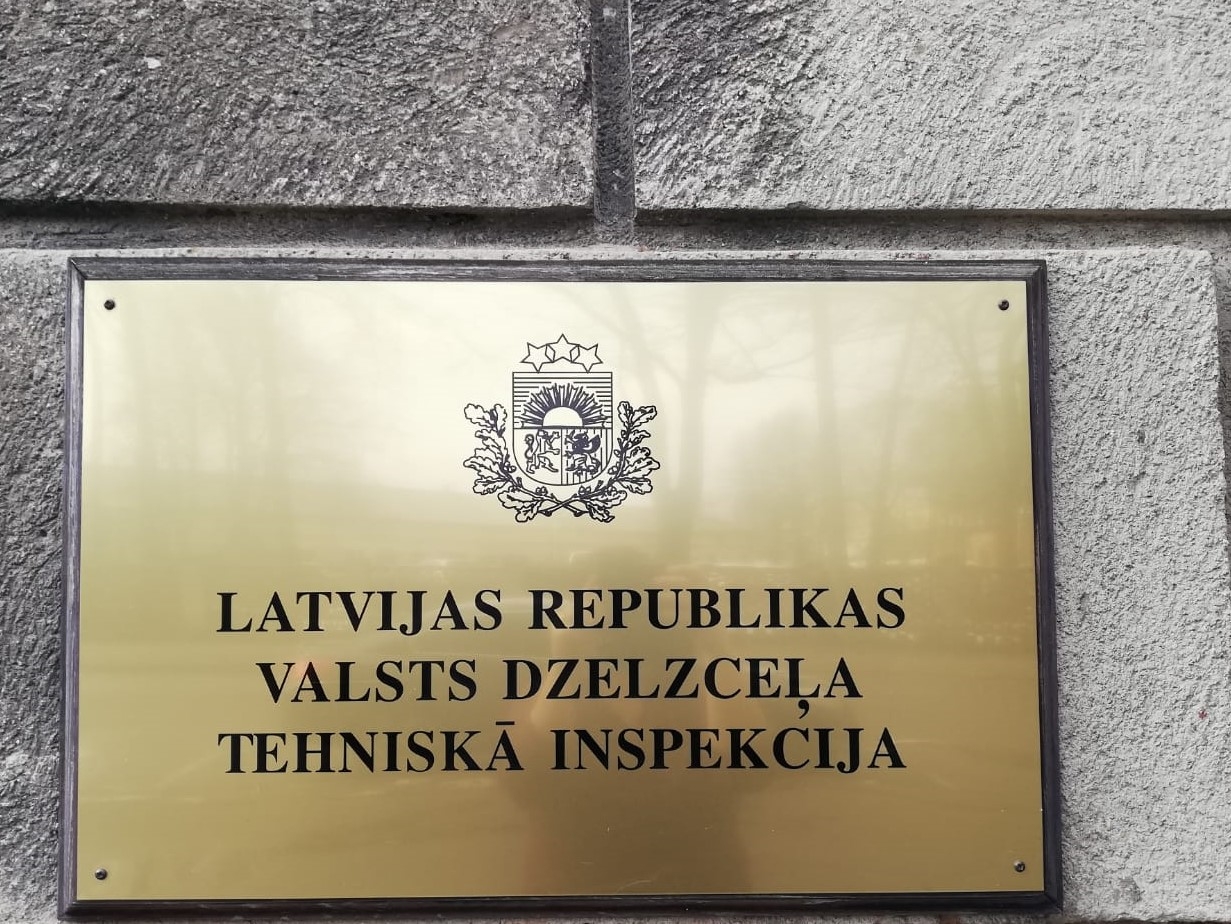 LATVIJAS REPUBLIKAS
VALSTS DZELZCEĻA
TEHNISKĀ INSPEKCIJA